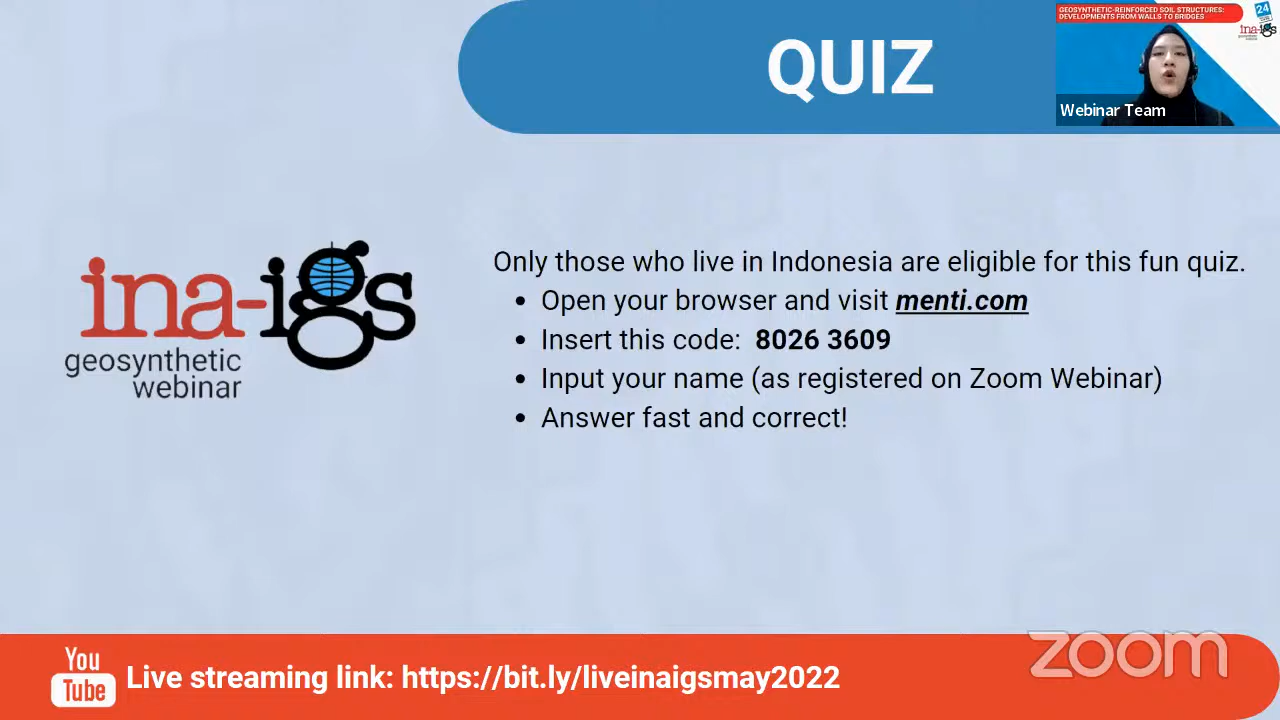 QUIZ
GEOSYNTHETIC-REINFORCED SOIL STRUCTURES:
DEVELOPMENTS FROM WALLS TO BRIDGES
24
ina-igs
Webinar Team
ina-igs
geosynthetic
webinar
Only those who live in Indonesia are eligible for this fun quiz.
• Open your browser and visit menti.com
• Insert this code: 8026 3609
• Input your name (as registered on Zoom Webinar)
• Answer fast and correct!
You
Tube
Live streaming link: https://bit.ly/liveinaigsmay2022
zoom